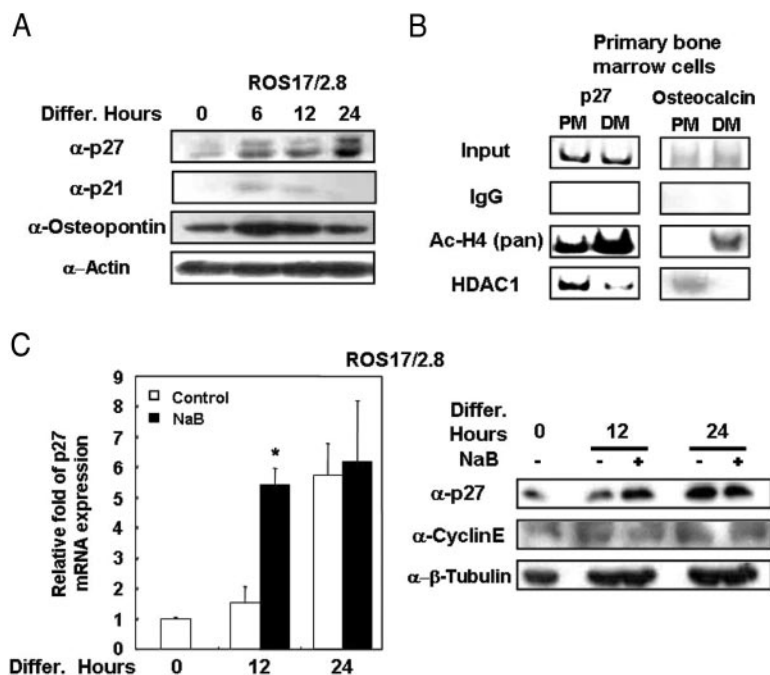 A
ROS17/2.8
Differ. Hours 0 6 12 24
α-p27
α-p21
α-Osteopontin
α-Actin
B
Primary bone
marrow cells
p27 Osteocalcin
PM DM PM DM
Input
IgG
Ac-H4 (pan)
HDAC1
C
ROS17/2.8
Relative fold of p27
mRNA expression
9
8
7
6
5
4
3
2
1
0
Control
NaB
*
Differ. Hours 0 12 24
Differ.
Hours 0 12 24
NaB - - + - +
α-p27
α-CyclinE
α-β-Tubulin